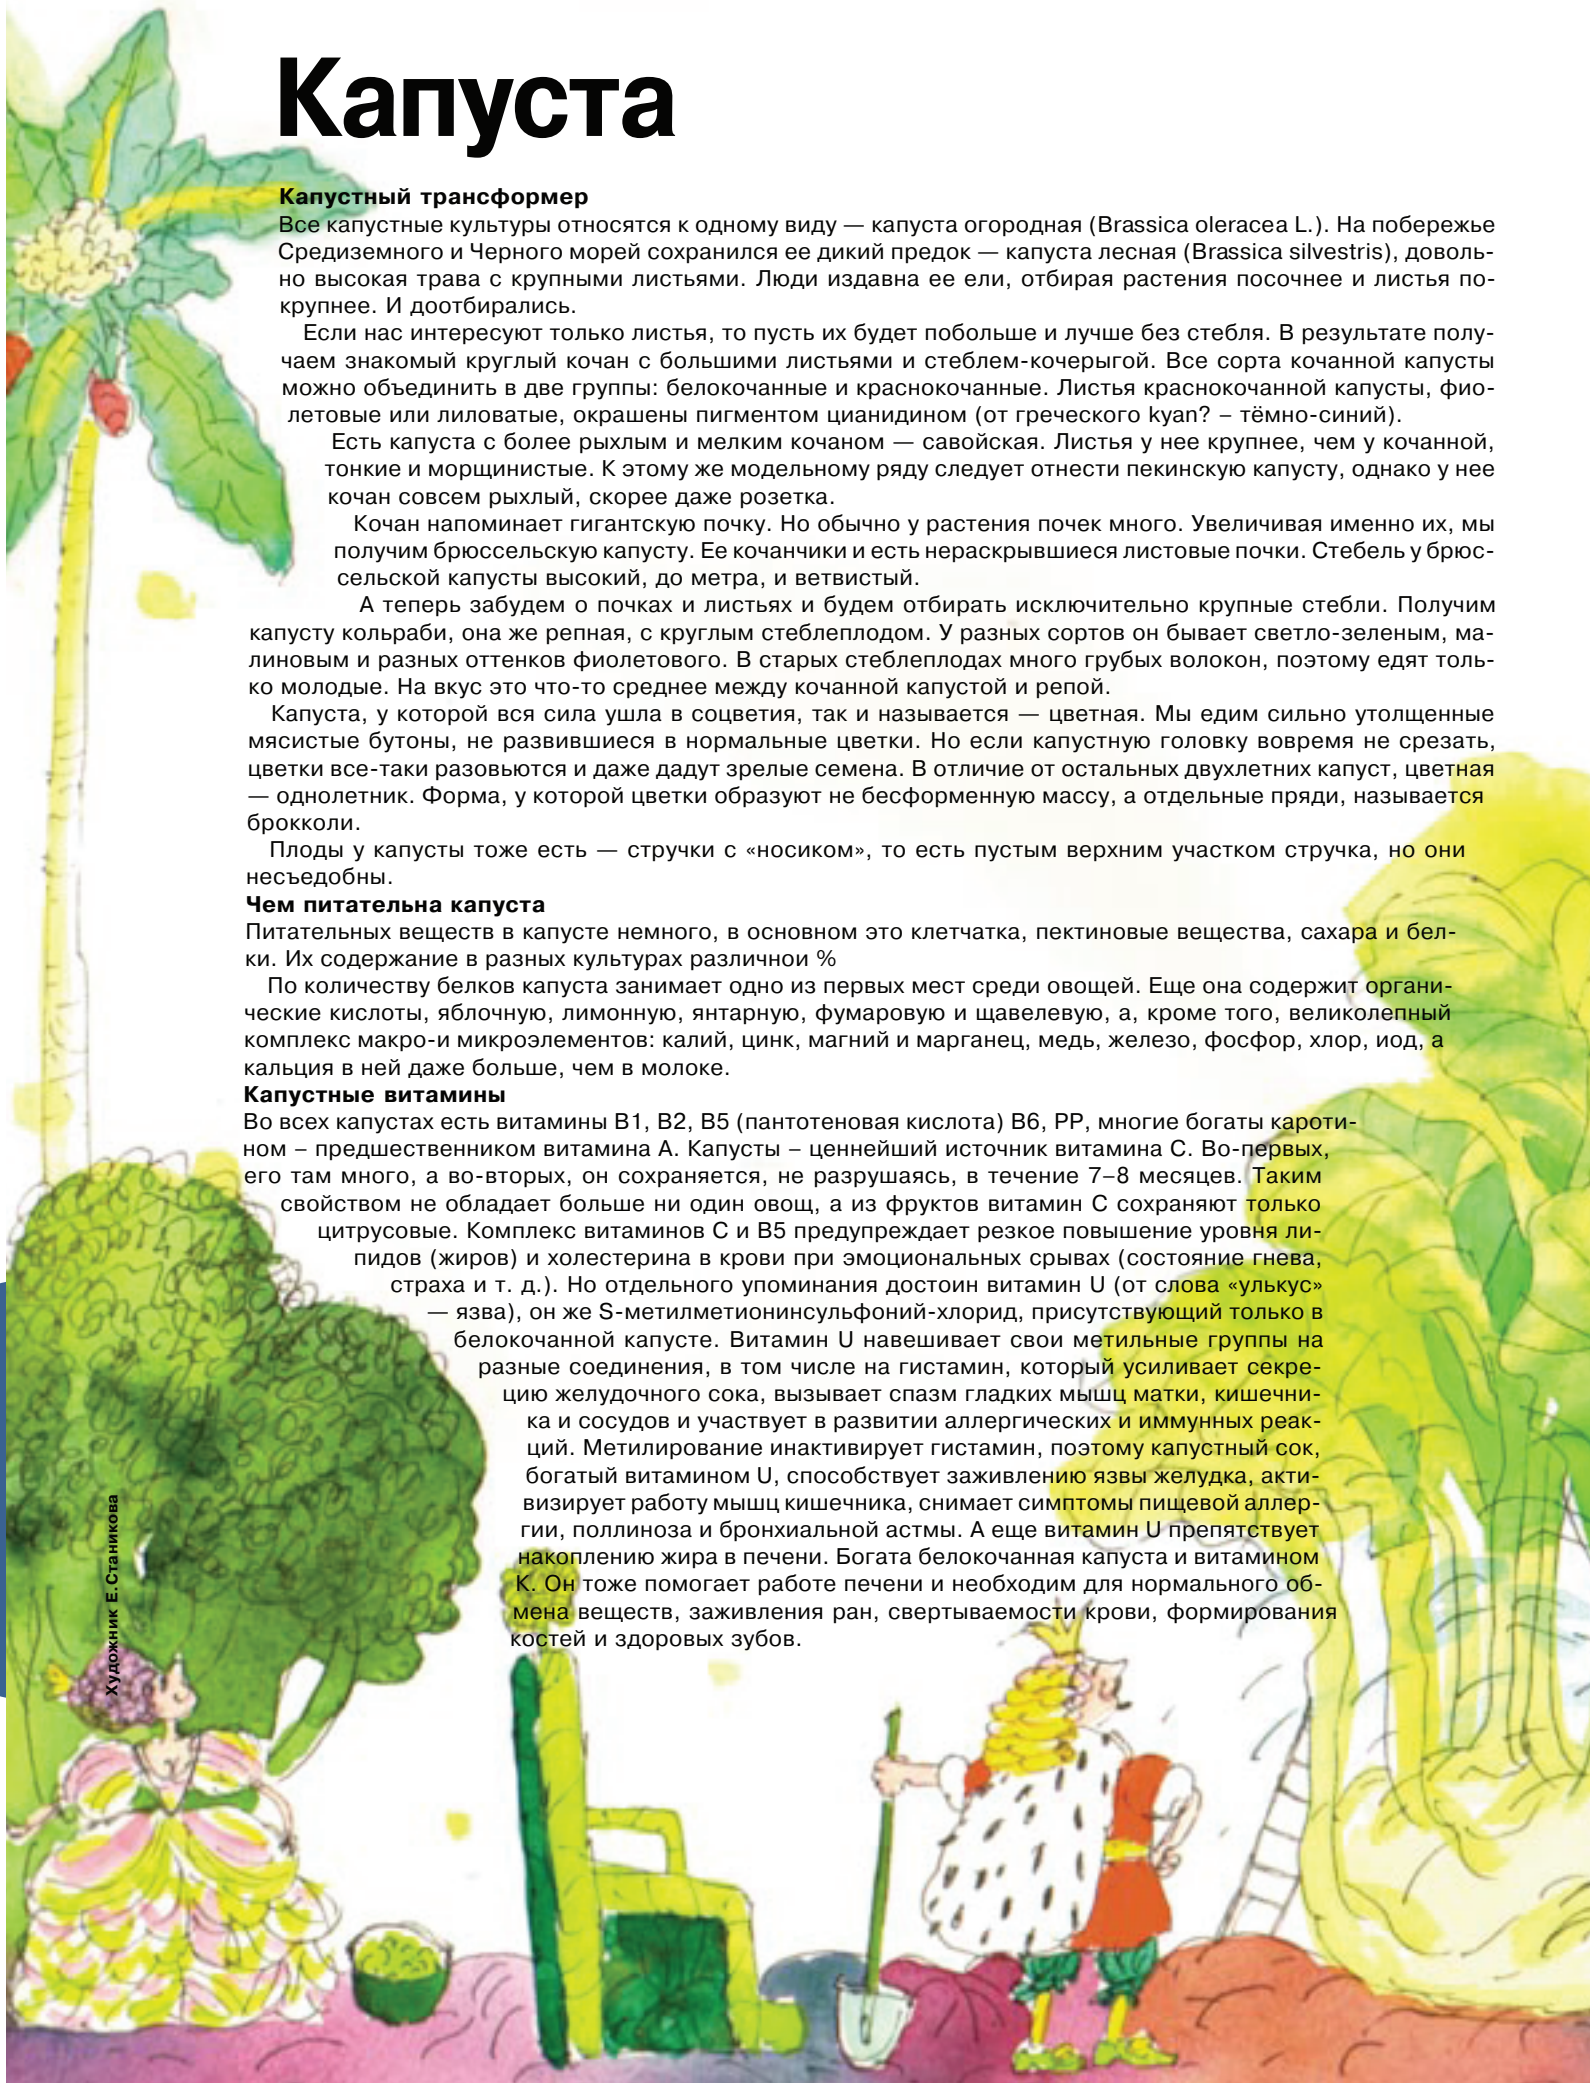 Капуста
Капустный трансформер
Все капустные культуры относятся к одному виду — капуста огородная (Brassica oleracea L.). На побережье
Средиземного и Черного морей сохранился ее дикий предок — капуста лесная (Brassica silvestris), доволь-
но высокая трава с крупными листьями. Люди издавна ее ели, отбирая растения посочнее и листья по-
крупнее. И доотбирались.
Если нас интересуют только листья, то пусть их будет побольше и лучше без стебля. В результате полу-
чаем знакомый круглый кочан с большими листьями и стеблем-кочерыгой. Все сорта кочанной капусты
можно объединить в две группы: белокочанные и краснокочанные. Листья краснокочанной капусты, фио-
летовые или лиловатые, окрашены пигментом цианидином (от греческого kyan? – тёмно-синий).
Есть капуста с более рыхлым и мелким кочаном — савойская. Листья у нее крупнее, чем у кочанной,
тонкие и морщинистые. К этому же модельному ряду следует отнести пекинскую капусту, однако у нее
кочан совсем рыхлый, скорее даже розетка.
Кочан напоминает гигантскую почку. Но обычно у растения почек много. Увеличивая именно их, мы
получим брюссельскую капусту. Ее кочанчики и есть нераскрывшиеся листовые почки. Стебель у брюс-
сельской капусты высокий, до метра, и ветвистый.
А теперь забудем о почках и листьях и будем отбирать исключительно крупные стебли. Получим
капусту кольраби, она же репная, с круглым стеблеплодом. У разных сортов он бывает светло-зеленым, ма-
линовым и разных оттенков фиолетового. В старых стеблеплодах много грубых волокон, поэтому едят толь-
ко молодые. На вкус это что-то среднее между кочанной капустой и репой.
Капуста, у которой вся сила ушла в соцветия, так и называется — цветная. Мы едим сильно утолщенные
мясистые бутоны, не развившиеся в нормальные цветки. Но если капустную головку вовремя не срезать,
цветки все-таки разовьются и даже дадут зрелые семена. В отличие от остальных двухлетних капуст, цветная
— однолетник. Форма, у которой цветки образуют не бесформенную массу, а отдельные пряди, называется
брокколи.
Плоды у капусты тоже есть — стручки с «носиком», то есть пустым верхним участком стручка, но они
несъедобны.
Чем питательна капуста
Питательных веществ в капусте немного, в основном это клетчатка, пектиновые вещества, сахара и бел-
ки. Их содержание в разных культурах различнои %
По количеству белков капуста занимает одно из первых мест среди овощей. Еще она содержит органи-
ческие кислоты, яблочную, лимонную, янтарную, фумаровую и щавелевую, а, кроме того, великолепный
комплекс макро-и микроэлементов: калий, цинк, магний и марганец, медь, железо, фосфор, хлор, иод, а
кальция в ней даже больше, чем в молоке.
Капустные витамины
Во всех капустах есть витамины В1, В2, В5 (пантотеновая кислота) В6, РР, многие богаты кароти-
ном – предшественником витамина А. Капусты – ценнейший источник витамина С. Во-первых,
его там много, а во-вторых, он сохраняется, не разрушаясь, в течение 7–8 месяцев. Таким
свойством не обладает больше ни один овощ, а из фруктов витамин С сохраняют только
цитрусовые. Комплекс витаминов С и В5 предупреждает резкое повышение уровня ли-
пидов (жиров) и холестерина в крови при эмоциональных срывах (состояние гнева,
страха и т. д.). Но отдельного упоминания достоин витамин U (от слова «улькус»
— язва), он же S-метилметионинсульфоний-хлорид, присутствующий только в
белокочанной капусте. Витамин U навешивает свои метильные группы на
разные соединения, в том числе на гистамин, который усиливает секре-
цию желудочного сока, вызывает спазм гладких мышц матки, кишечни-
ка и сосудов и участвует в развитии аллергических и иммунных реак-
ций. Метилирование инактивирует гистамин, поэтому капустный сок,
богатый витамином U, способствует заживлению язвы желудка, акти-
визирует работу мышц кишечника, снимает симптомы пищевой аллер-
гии, поллиноза и бронхиальной астмы. А еще витамин U препятствует
накоплению жира в печени. Богата белокочанная капуста и витамином
К. Он тоже помогает работе печени и необходим для нормального об-
мена веществ, заживления ран, свертываемости крови, формирования
костей и здоровых зубов.
Художник Е.Станикова